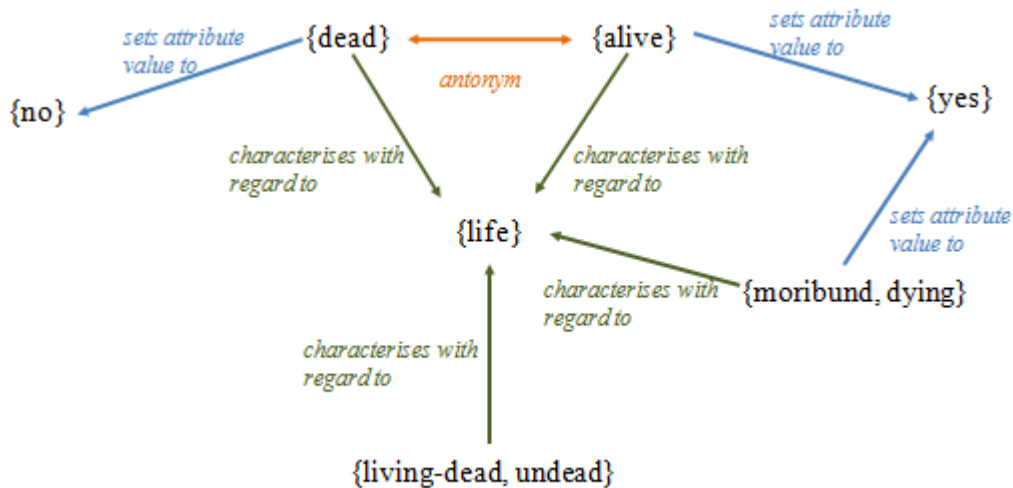 sets attribute
value to
{dead}
{alive}
sets attribute
value to
antonym
{no}
{yes}
characterises with
regard to
characterises with
regard to
{life}
sets attribute
value to
characterises with
regard to
{moribund, dying}
characterises with
regard to
{living-dead, undead}